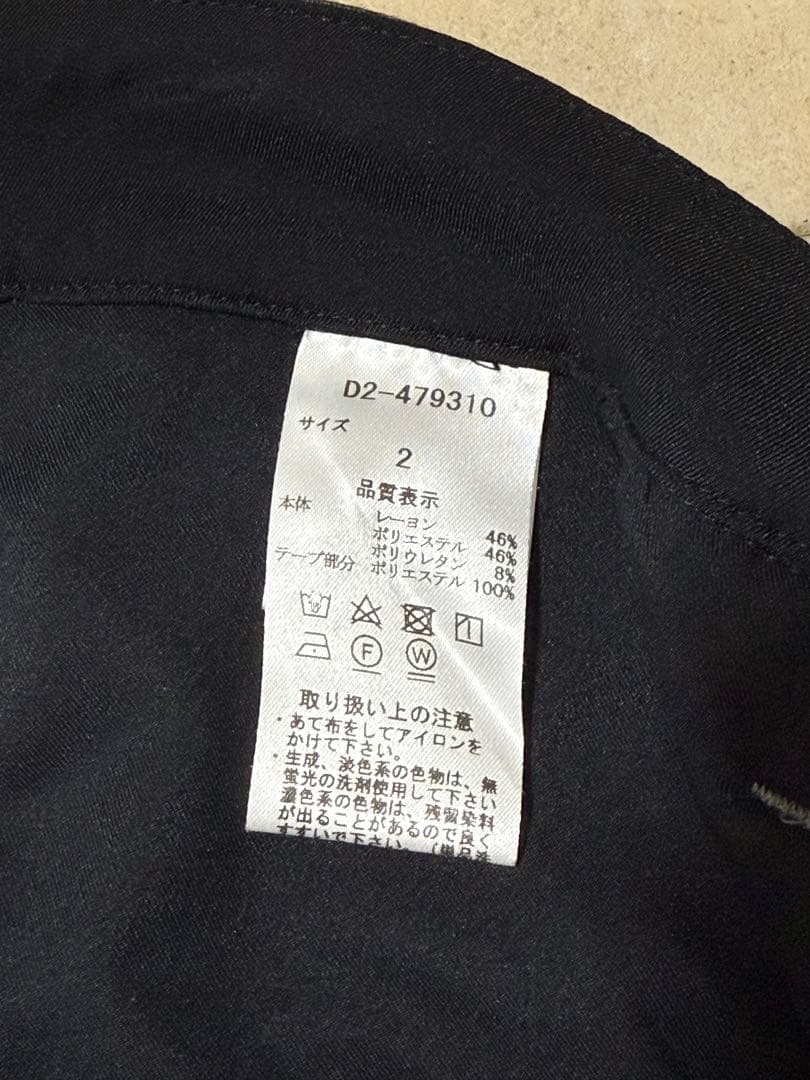 D2-479310
サイズ
2
品質表示
本体 レーヨン 46%
ポリエステル 46%
ポリウレタン 8%
テープ部分 ポリエステル 100%
F W
取り扱い上の注意
・あて布をしてアイロンを
かけて下さい。
・生成、淡色系の色物は、無
蛍光の洗剤使用して下さい
濃色系の色物は、残留染料
が出ることがあるので良く
すすいで下さい。